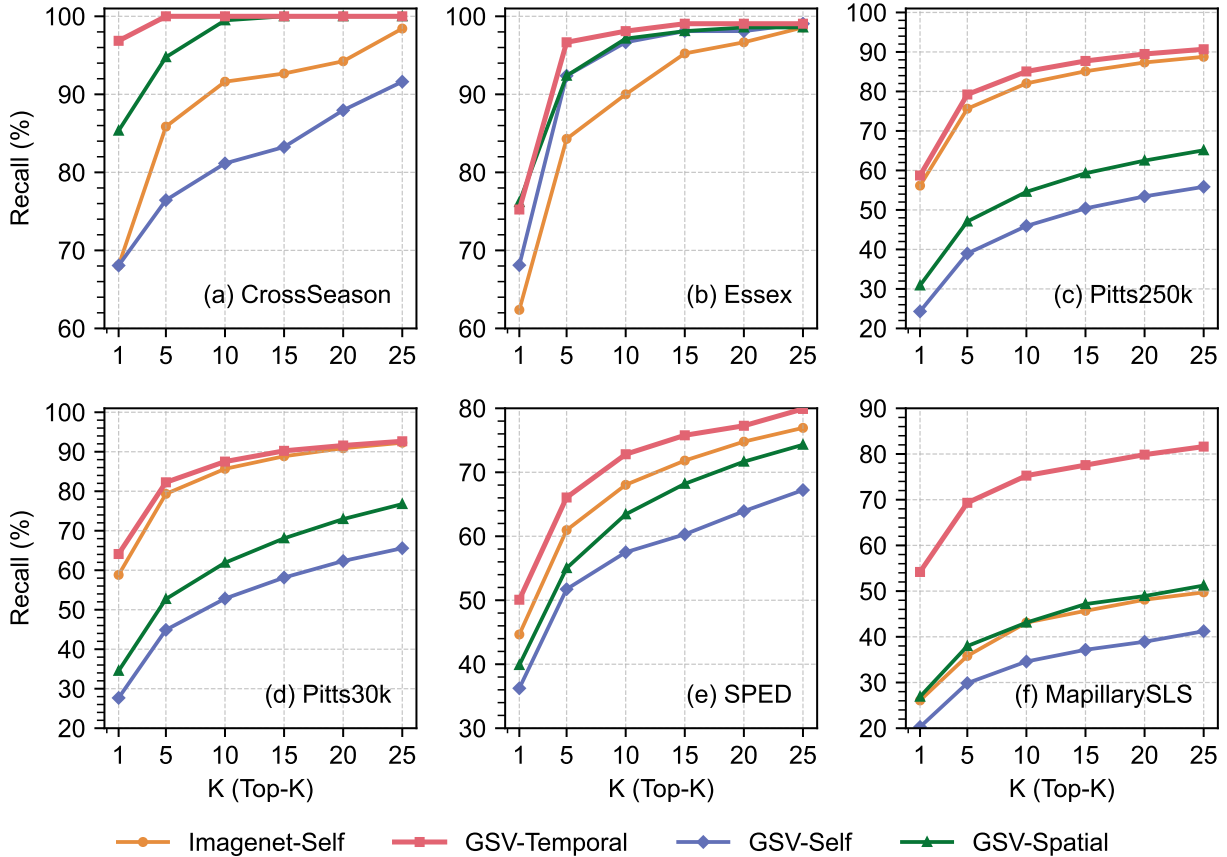 100
90
80
70
60
Recall (%)
(a) CrossSeason
1 5 10 15 20 25
100
90
80
70
60
(b) Essex
1 5 10 15 20 25
100
90
80
70
60
50
40
30
20
(c) Pitts250k
1 5 10 15 20 25
100
90
80
70
60
50
40
30
20
Recall (%)
(d) Pitts30k
1 5 10 15 20 25
K (Top-K)
80
70
60
50
40
30
(e) SPED
1 5 10 15 20 25
K (Top-K)
90
80
70
60
50
40
30
20
(f) MapillarySLS
1 5 10 15 20 25
K (Top-K)
Imagenet-Self GSV-Temporal GSV-Self GSV-Spatial